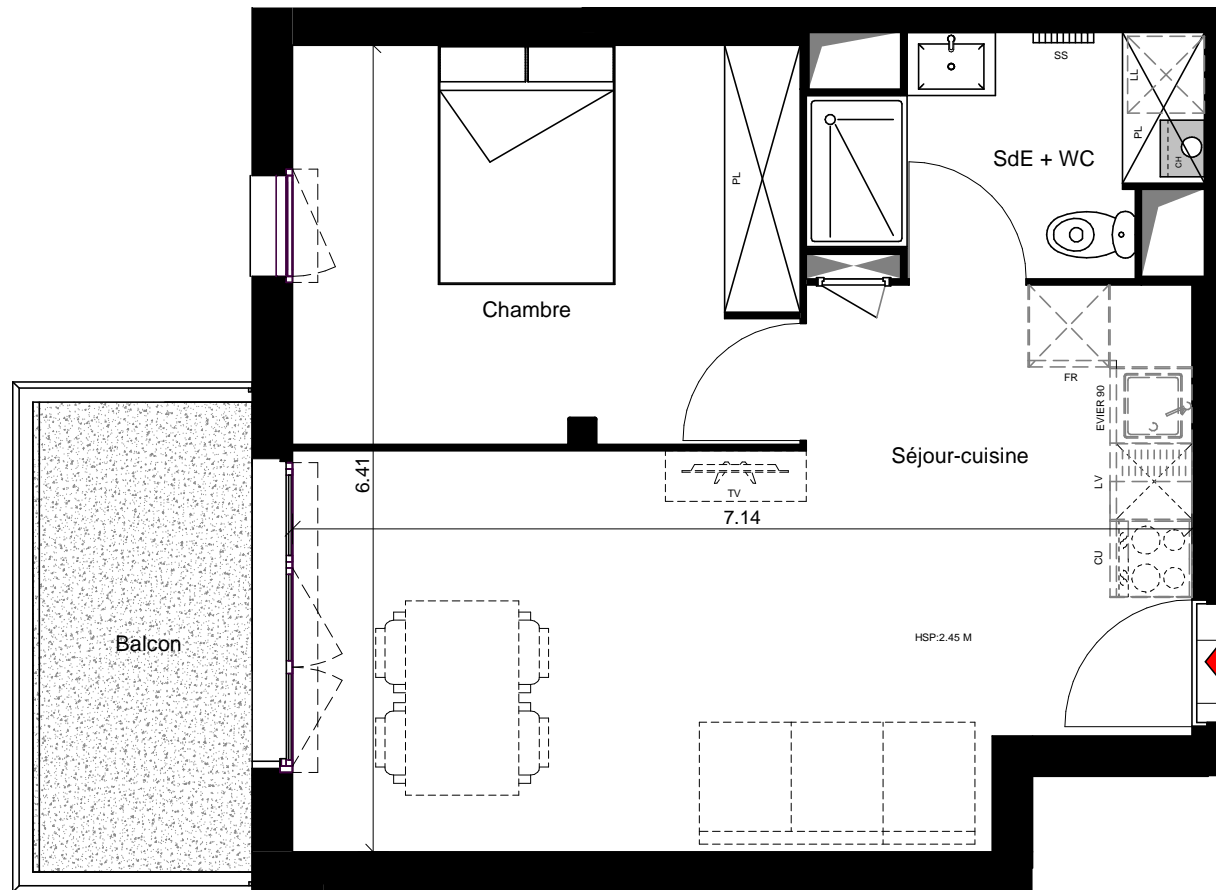 SS
LL
PL
CH
SdE + WC
PL
Chambre
FR
EVIER 90
Séjour-cuisine
LV
6.41
TV
7.14
CU
HSP:2.45 M
Balcon